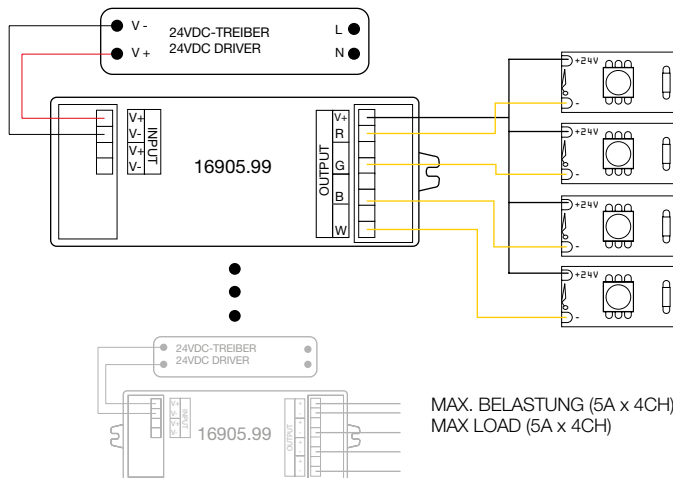 V -
24VDC-TREIBER
L
V +
24VDC DRIVER
N
V+
V-
V+
V-
INPUT
16905.99
OUTPUT
V+
R
G
B
W
+24V
-
+24V
-
+24V
-
+24V
-
24VDC-TREIBER
24VDC DRIVER
V+
V-
V+
V-
INPUT
16905.99
OUTPUT
+
-
+
-
+
-
MAX. BELASTUNG (5A x 4CH)
MAX LOAD (5A x 4CH)